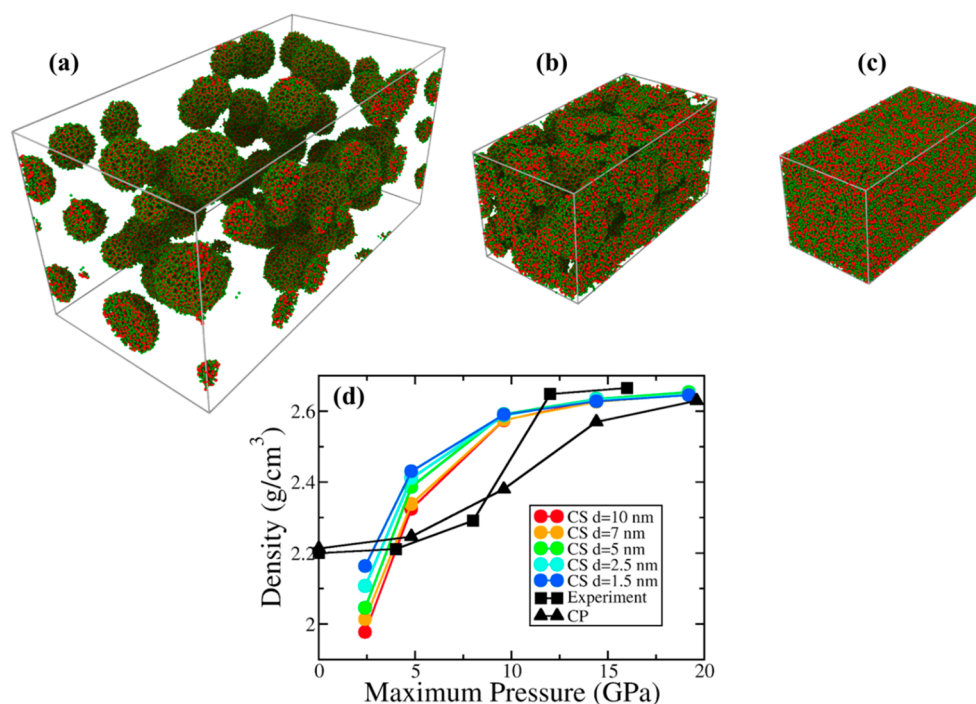 (a)
(b)
(c)
(d)
Density (g/cm³)
2.6
2.4
2.2
2
CS d=10 nm
CS d=7 nm
CS d=5 nm
CS d=2.5 nm
CS d=1.5 nm
Experiment
CP
0 5 10 15 20
Maximum Pressure (GPa)